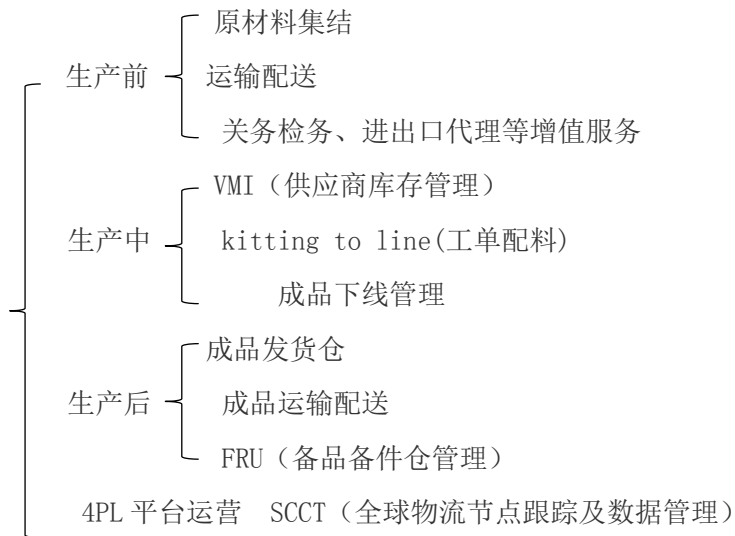 原材料集结
生产前
运输配送
关务检务、进出口代理等增值服务
VMI（供应商库存管理）
生产中
kitting to line(工单配料)
成品下线管理
成品发货仓
生产后
成品运输配送
FRU（备品备件仓管理）
4PL 平台运营 SCCT（全球物流节点跟踪及数据管理）